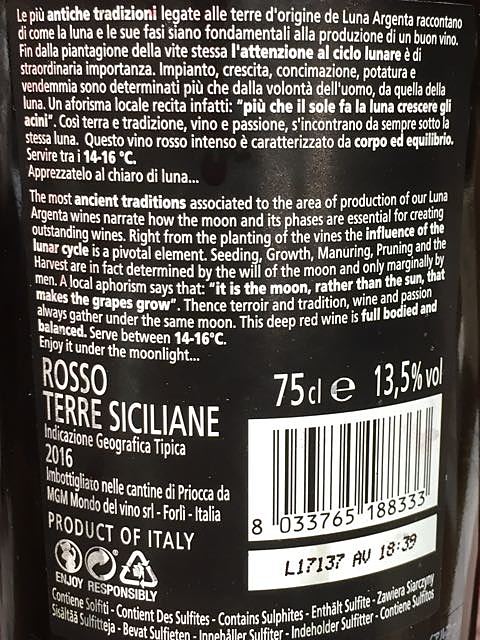 Le più antiche tradizioni legate alle terre d'origine de Luna Argenta raccontano
di come la luna e le sue fasi siano fondamentali alla produzione di un buon vino.
Fin dalla piantagione della vite stessa l'attenzione al ciclo lunare è di
straordinaria importanza. Impianto, crescita, concimazione, potatura e
vendemmia sono determinati più che dalla volontà dell'uomo, da quella della
luna. Un aforisma locale recita infatti: "più che il sole fa la luna crescere gli
acini". Così terra e tradizione, vino e passione, s'incontrano da sempre sotto la
stessa luna. Questo vino rosso intenso è caratterizzato da corpo ed equilibrio.
Servire tra i 14-16 °C.
Apprezzatelo al chiaro di luna...
The most ancient traditions associated to the area of production of our Luna
Argenta wines narrate how the moon and its phases are essential for creating
outstanding wines. Right from the planting of the vines the influence of the
lunar cycle is a pivotal element. Seeding, Growth, Manuring, Pruning and the
Harvest are in fact determined by the will of the moon and only marginally by
men. A local aphorism says that: "it is the moon, rather than the sun, that
makes the grapes grow". Thence terroir and tradition, wine and passion
always gather under the same moon. This deep red wine is full bodied and
balanced. Serve between 14-16°C.
Enjoy it under the moonlight...
ROSSO
TERRE SICILIANE
Indicazione Geografica Tipica
2016
Imbottigliato nelle cantine di Priocca da
MGM Mondo del vino srl - Forlì - Italia
PRODUCT OF ITALY
ENJOY RESPONSIBLY
75cl e 13,5% vol
8 033765 188333
L17137 AV 18:39
Contiene Solfiti - Contient Des Sulfites - Contains Sulphites - Enthält Sulfite - Zawiera Siarczyny
Sisältää Sulfitteja - Bevat Sulfieten - Innehåller Sulfiter - Indeholder Sulfitter - Contiene Sulfitos